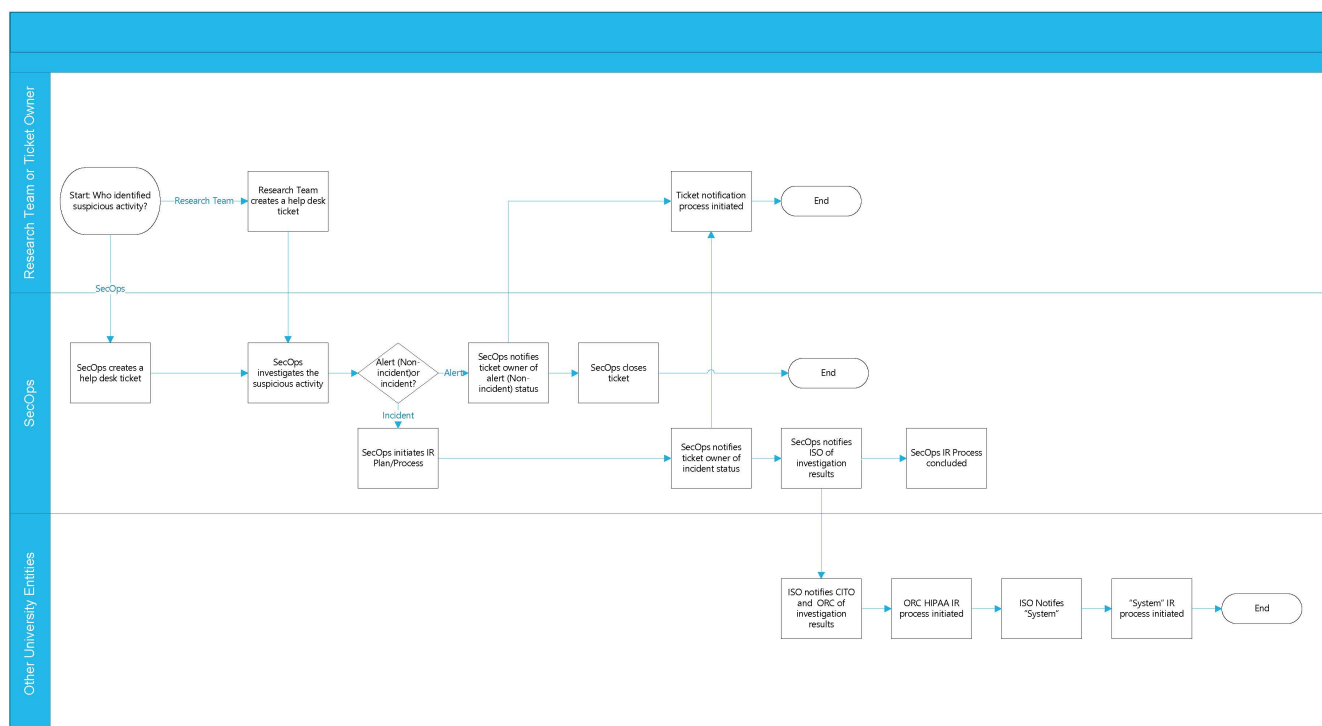 Research Team or Ticket Owner
Start: Who identified
suspicious activity?
Research Team
Research Team
creates a help desk
ticket
Ticket notification
process initiated
End
SecOps
SecOps
SecOps creates a
help desk ticket
SecOps
investigates the
suspicious activity
Alert (Non-
incident)or
incident?
Alert
SecOps notifies
ticket owner of
alert (Non-
incident) status
SecOps closes
ticket
End
Incident
SecOps initiates IR
Plan/Process
SecOps notifies
ticket owner of
incident status
SecOps notifies
ISO of
investigation
results
SecOps IR Process
concluded
Other University Entities
ISO notifies CITO
and ORC of
investigation
results
ORC HIPAA IR
process initiated
ISO Notifes
"System"
"System" IR
process initiated
End